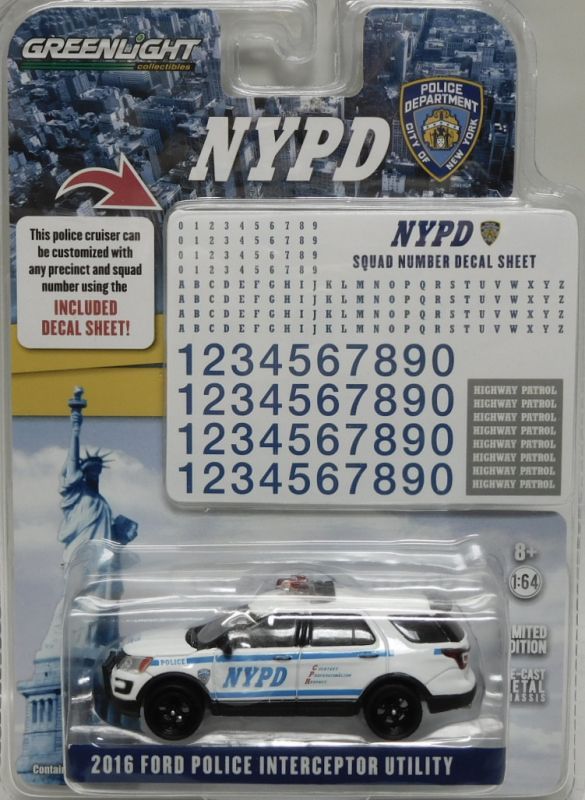 GREENLIGHT
collectibles
NYPD
POLICE
DEPARTMENT
CITY OF NEW YORK
This police cruiser can
be customized with
any precinct and squad
number using the
INCLUDED
DECAL SHEET!
0 1 2 3 4 5 6 7 8 9
0 1 2 3 4 5 6 7 8 9
0 1 2 3 4 5 6 7 8 9
0 1 2 3 4 5 6 7 8 9
NYPD
SQUAD NUMBER DECAL SHEET
A B C D E F G H I J K L M N O P Q R S T U V W X Y Z
A B C D E F G H I J K L M N O P Q R S T U V W X Y Z
A B C D E F G H I J K L M N O P Q R S T U V W X Y Z
A B C D E F G H I J K L M N O P Q R S T U V W X Y Z
1234567890
1234567890
1234567890
1234567890
HIGHWAY PATROL
HIGHWAY PATROL
HIGHWAY PATROL
HIGHWAY PATROL
HIGHWAY PATROL
HIGHWAY PATROL
HIGHWAY PATROL
HIGHWAY PATROL
8+
1:64
POLICE
NYPD
Courtesy
Professionalism
Respect
2016 FORD POLICE INTERCEPTOR UTILITY